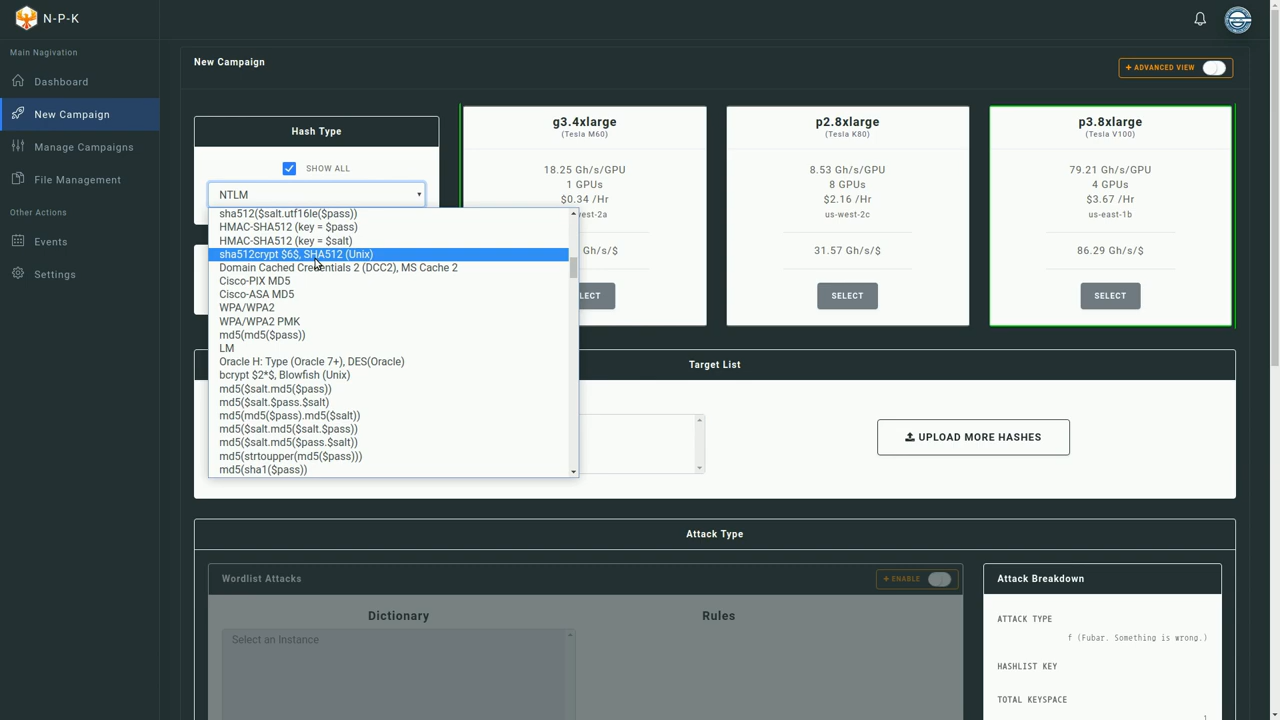 N-P-K
Main Nagivation
Dashboard
New Campaign
Manage Campaigns
File Management
Other Actions
Events
Settings
New Campaign
+ ADVANCED VIEW
Hash Type
SHOW ALL
NTLM
sha512($salt.utf16le($pass))
HMAC-SHA512 (key = $pass)
HMAC-SHA512 (key = $salt)
sha512crypt $6$, SHA512 (Unix)
Domain Cached Credentials 2 (DCC2), MS Cache 2
Cisco-PIX MD5
Cisco-ASA MD5
WPA/WPA2
WPA/WPA2 PMK
md5(md5($pass))
LM
Oracle H: Type (Oracle 7+), DES(Oracle)
bcrypt $2*$, Blowfish (Unix)
md5($salt.md5($pass))
md5($salt.$pass.$salt)
md5(md5($pass).md5($salt))
md5($salt.md5($salt.$pass))
md5($salt.md5($pass.$salt))
md5(strtoupper(md5($pass)))
md5(sha1($pass))
g3.4xlarge
(Tesla M60)
18.25 Gh/s/GPU
1 GPUs
$0.34 /Hr
us-west-2a
Gh/s/$
LECT
p2.8xlarge
(Tesla K80)
8.53 Gh/s/GPU
8 GPUs
$2.16 /Hr
us-west-2c
31.57 Gh/s/$
SELECT
p3.8xlarge
(Tesla V100)
79.21 Gh/s/GPU
4 GPUs
$3.67 /Hr
us-east-1b
86.29 Gh/s/$
SELECT
Target List
UPLOAD MORE HASHES
Attack Type
Wordlist Attacks
+ ENABLE
Dictionary
Rules
Select an Instance
Attack Breakdown
ATTACK TYPE
f (Fubar. Something is wrong.)
HASHLIST KEY
TOTAL KEYSPACE
1